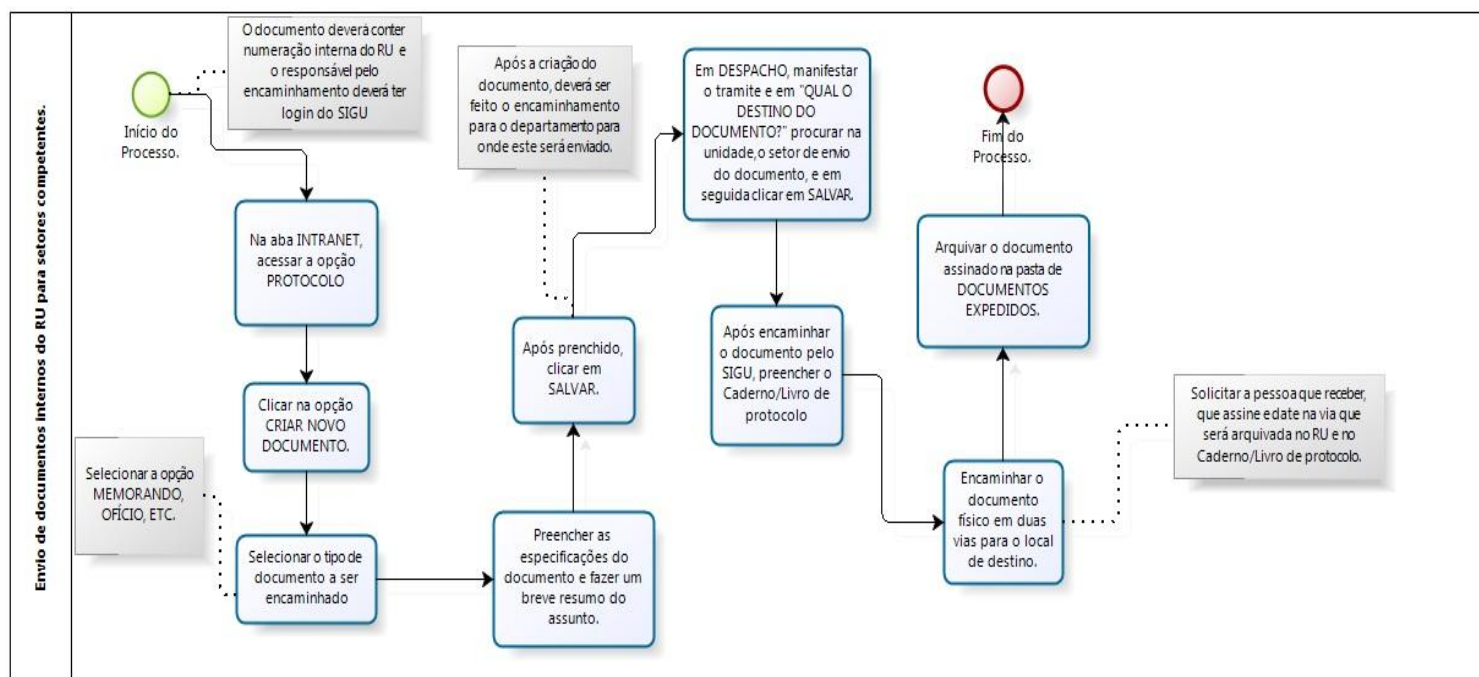 Envio de documentos internos do RU para setores competentes.
O documento deverá conter
numeração interna do RU e
o responsável pelo
encaminhamento deverá ter
login do SIGU
Início do
Processo.
Na aba INTRANET,
acessar a opção
PROTOCOLO
Clicar na opção
CRIAR NOVO
DOCUMENTO.
Selecionar a opção
MEMORANDO,
OFÍCIO, ETC.
Selecionar o tipo de
documento a ser
encaminhado
Preencher as
especificações do
documento e fazer um
breve resumo do
assunto.
Após prenchido,
clicar em
SALVAR.
Após a criação do
documento, deverá ser
feito o encaminhamento
para o departamento para
onde este será enviado.
Em DESPACHO, manifestar
o tramite e em "QUAL O
DESTINO DO
DOCUMENTO?" procurar na
unidade, o setor de envio
do documento, e em
seguida clicar em SALVAR.
Após encaminhar
o documento pelo
SIGU, preencher o
Caderno/Livro de
protocolo
Encaminhar o
documento
físico em duas
vias para o local
de destino.
Solicitar a pessoa que receber,
que assine e date na via que
será arquivada no RU e no
Caderno/Livro de protocolo.
Arquivar o documento
assinado na pasta de
DOCUMENTOS
EXPEDIDOS.
Fim do
Processo.